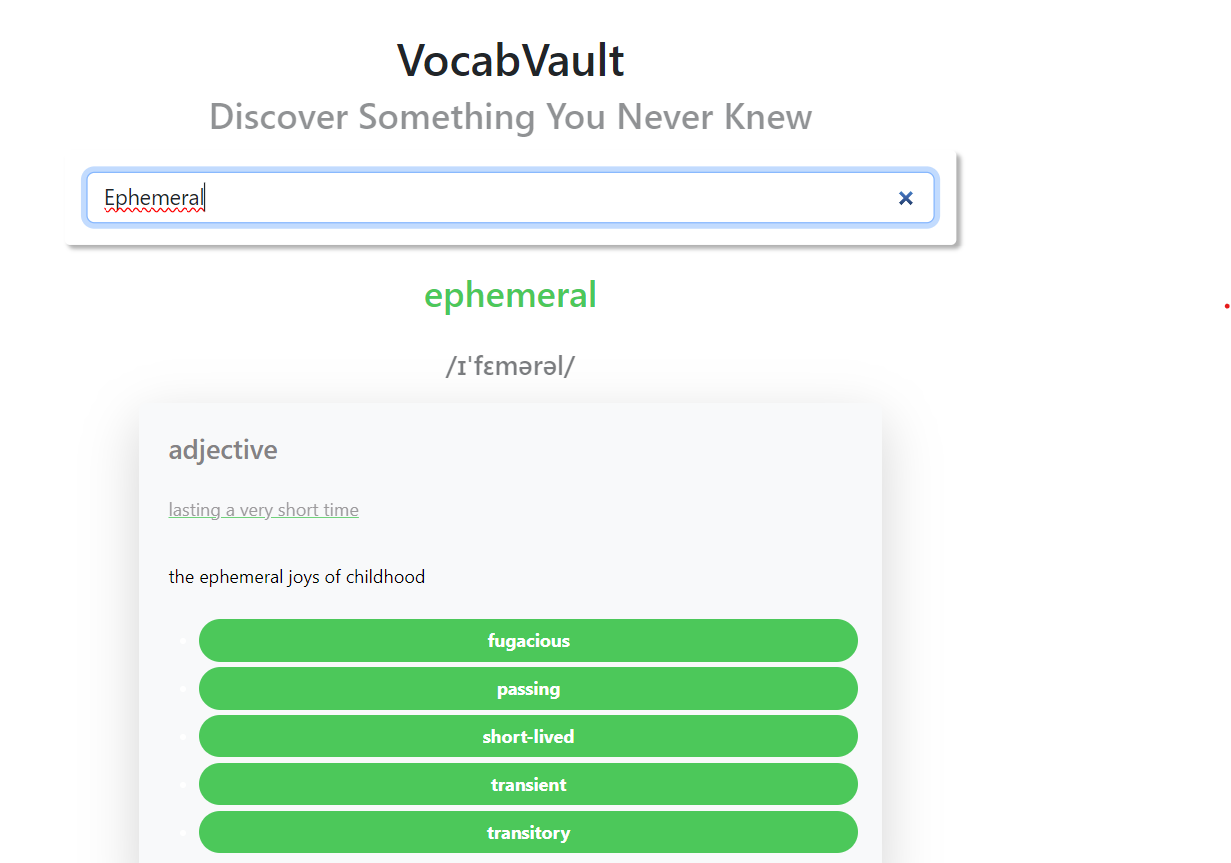 VocabVault
Discover Something You Never Knew
Ephemeral
ephemeral
/ɪˈfɛmərəl/
adjective
lasting a very short time
the ephemeral joys of childhood
fugacious
passing
short-lived
transient
transitory